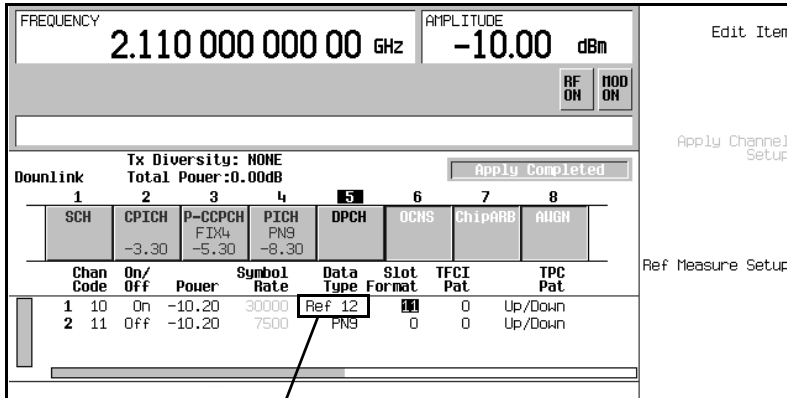 FREQUENCY
2.110 000 000 00 GHz
AMPLITUDE
-10.00 dBm
RF ON
MOD ON
Edit Item
Apply Channel
Setup
Ref Measure Setup
Tx Diversity: NONE
Downlink Total Power:0.00dB
Apply Completed
1 2 3 4 5 6 7 8
SCH CPICH P-CCPCH PICH DPCH OCNS ChipARB AWGN
FIX4 PN9
-3.30 -5.30 -8.30
Chan On/ Symbol Data Slot TFCI TPC
Code Off Power Rate Type Format Pat Pat
1 10 On -10.20 30000 Ref 12 11 0 Up/Down
2 11 Off -10.20 7500 PN9 0 0 Up/Down